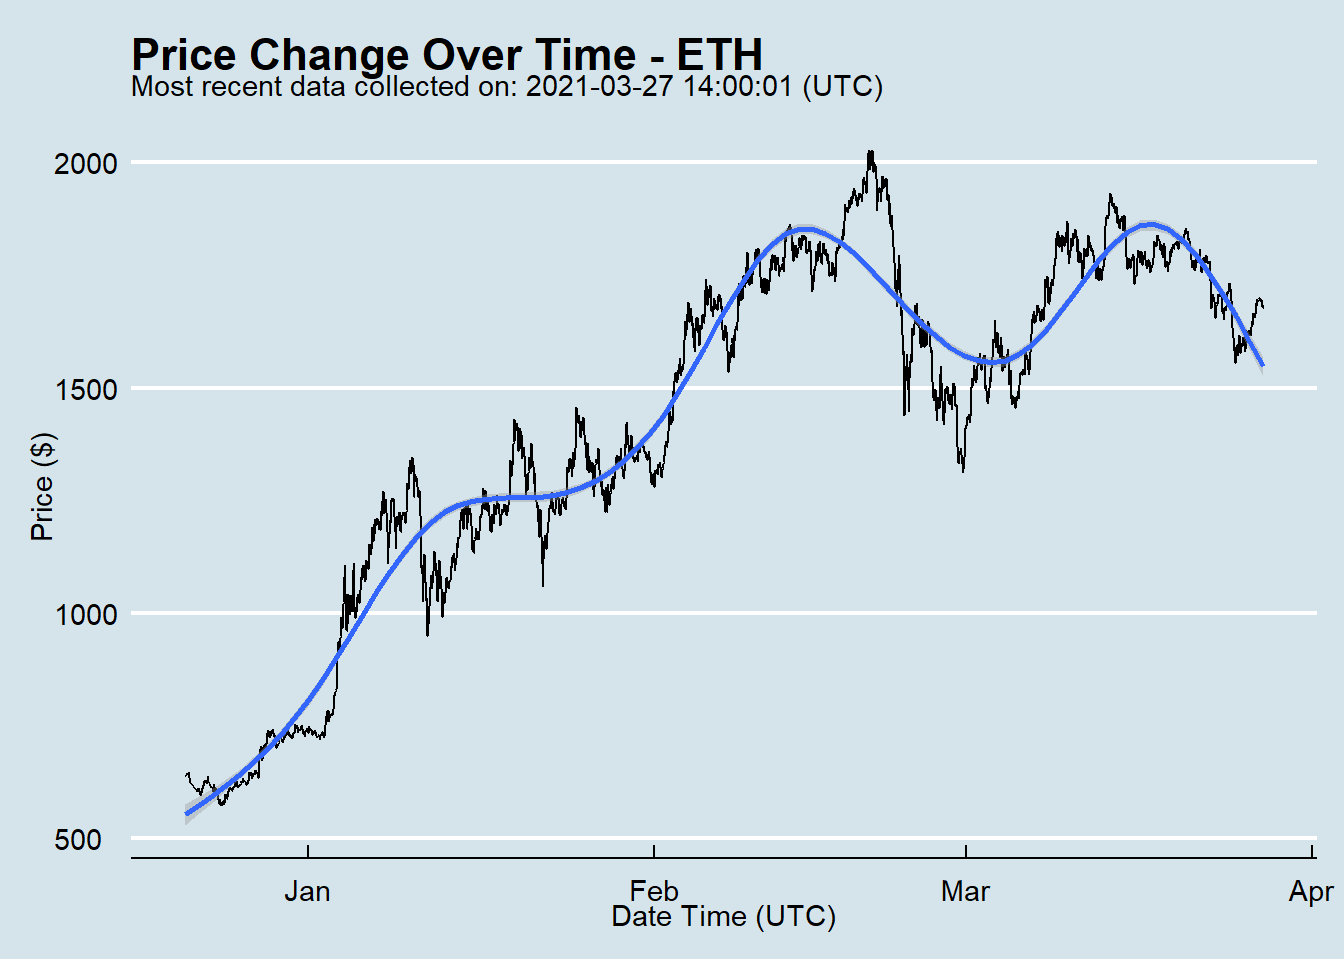 Price Change Over Time - ETH
Most recent data collected on: 2021-03-27 14:00:01 (UTC)
2000
1500
1000
500
Price ($)
Jan Feb Mar Apr
Date Time (UTC)